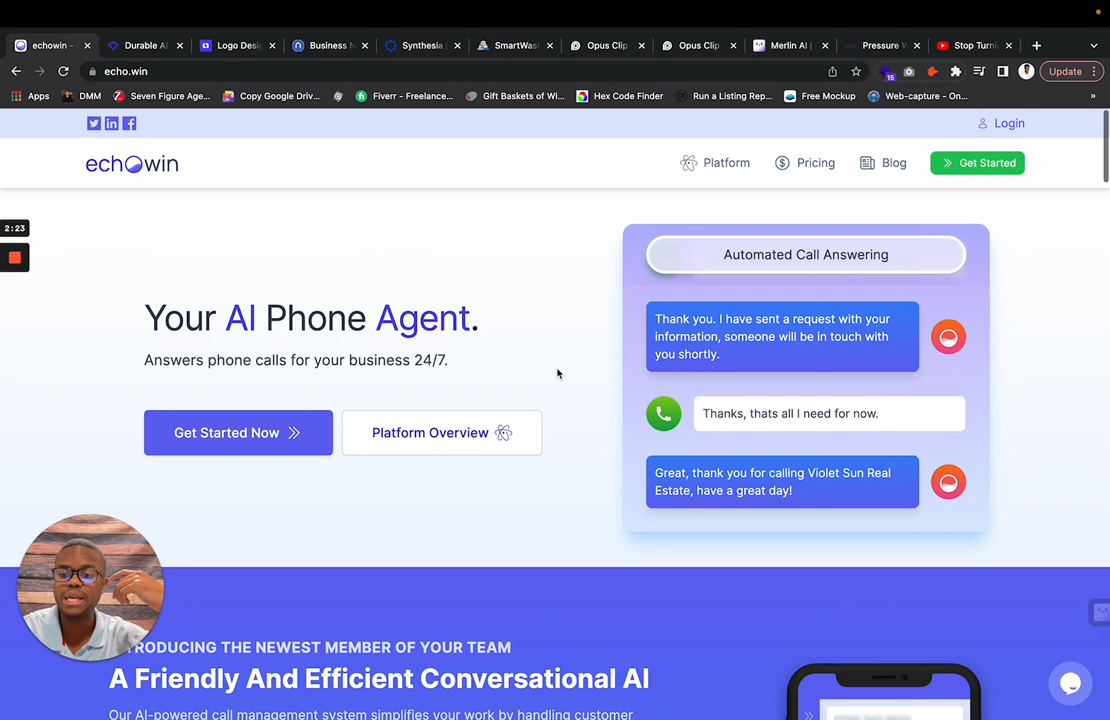 echowin -
Durable AI
Logo Desig
Business N
Synthesia
SmartWas
Opus Clip
Opus Clip
Merlin AI |
Pressure W
Stop Turni
echo.win
15
Update
Apps
DMM
Seven Figure Age...
Copy Google Driv...
Fiverr - Freelance...
Gift Baskets of Wi...
Hex Code Finder
Run a Listing Rep...
Free Mockup
Web-capture - On...
»
Login
echowin
Platform
Pricing
Blog
Get Started
2:23
Automated Call Answering
Your AI Phone Agent.
Answers phone calls for your business 24/7.
Get Started Now
Platform Overview
Thank you. I have sent a request with your
information, someone will be in touch with
you shortly.
Thanks, thats all I need for now.
Great, thank you for calling Violet Sun Real
Estate, have a great day!
TRODUCING THE NEWEST MEMBER OF YOUR TEAM
A Friendly And Efficient Conversational AI
Our AI-powered call management system simplifies your work by handling customer